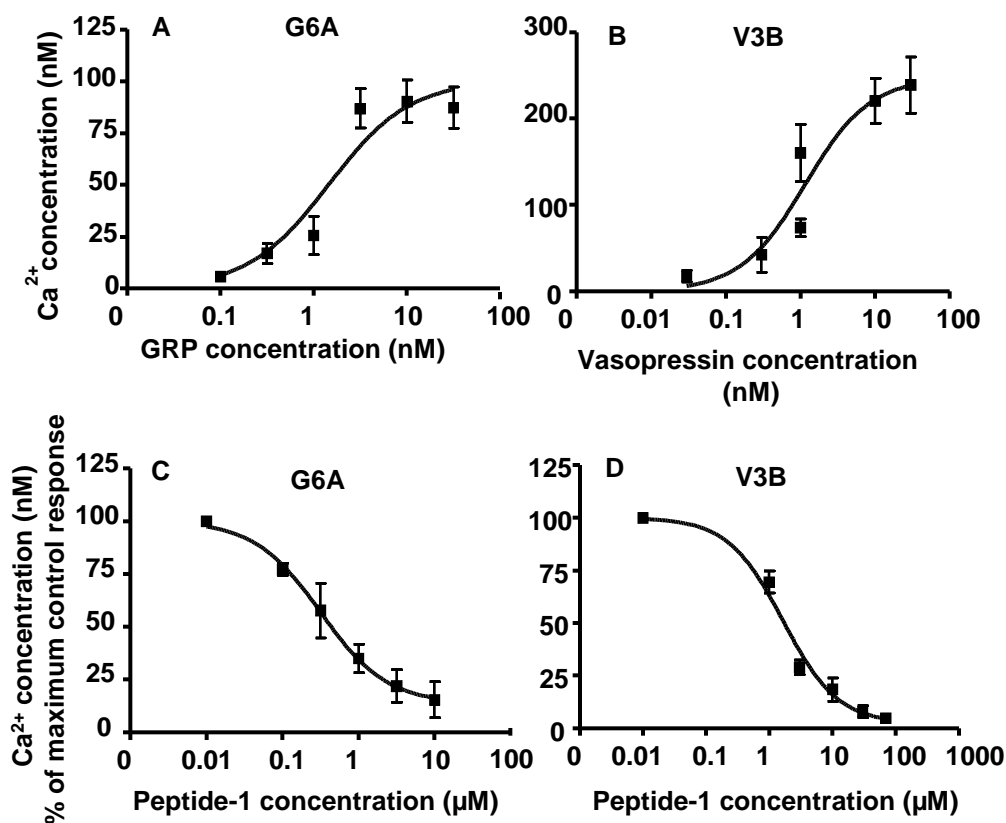 A G6A
125
100
75
50
25
0
0 0.1 1 10 100
GRP concentration (nM)
Ca2+ concentration (nM)
B V3B
300
200
100
0
0 0.01 0.1 1 10 100
Vasopressin concentration
(nM)
C G6A
125
100
75
50
25
0
0 0.01 0.1 1 10 100
Peptide-1 concentration (µM)
Ca2+ concentration (nM)
% of maximum control response
D V3B
125
100
75
50
25
0
0 0.01 0.1 1 10 100 1000
Peptide-1 concentration (µM)